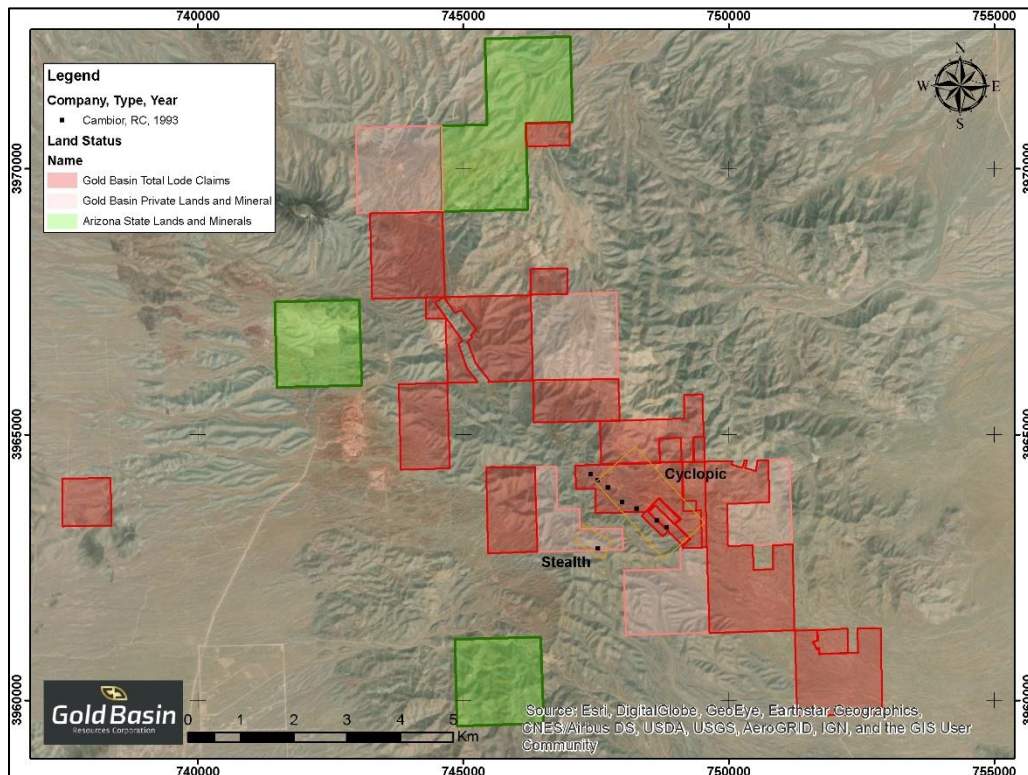 740000 745000 750000 755000
N
W E
S
Legend
Company, Type, Year
Cambior, RC, 1993
Land Status
Name
Gold Basin Total Lode Claims
Gold Basin Private Lands and Mineral
Arizona State Lands and Minerals
3970000 3970000
3965000 3965000
Cyclopic
Stealth
3960000 3960000
Gold Basin
Resources Corporation
0 1 2 3 4 5
Km
Source: Esri, DigitalGlobe, GeoEye, Earthstar Geographics,
CNES/Airbus DS, USDA, USGS, AeroGRID, IGN, and the GIS User
Community
740000 745000 750000 755000